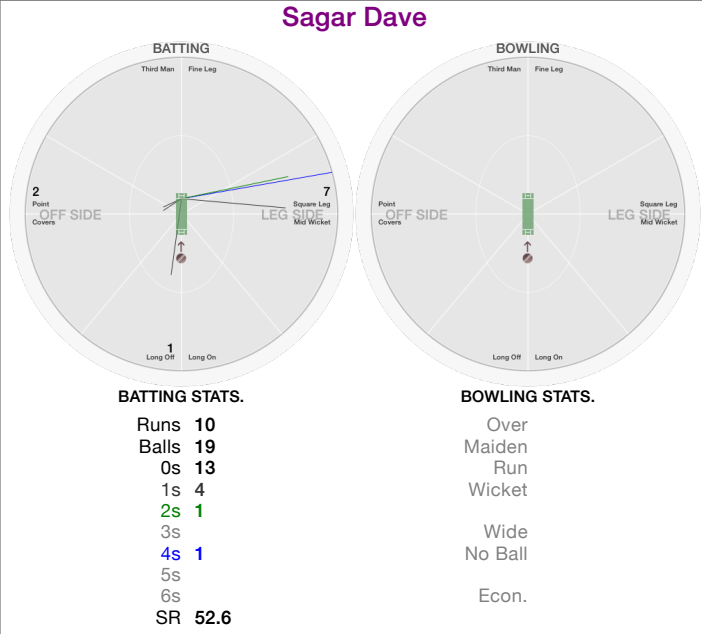 Sagar Dave
BATTING
Third Man Fine Leg
2
7
Point
OFF SIDE
Covers
Square Leg
LEG SIDE
Mid Wicket
1
Long Off Long On
BOWLING
Third Man Fine Leg
Point
OFF SIDE
Covers
Square Leg
LEG SIDE
Mid Wicket
Long Off Long On
BATTING STATS.
Runs 10
Balls 19
0s 13
1s 4
2s 1
3s
4s 1
5s
6s
SR 52.6
BOWLING STATS.
Over
Maiden
Run
Wicket
Wide
No Ball
Econ.